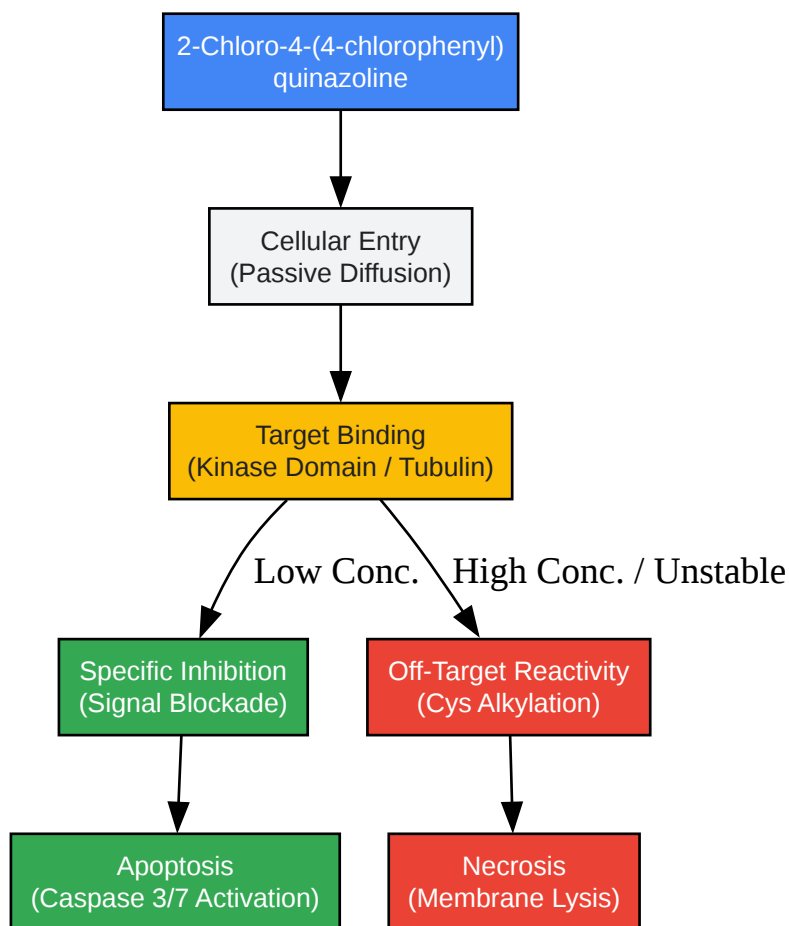 2-Chloro-4-(4-chlorophenyl)
quinazoline
Cellular Entry
(Passive Diffusion)
Target Binding
(Kinase Domain / Tubulin)
Low Conc.
High Conc. / Unstable
Specific Inhibition
(Signal Blockade)
Off-Target Reactivity
(Cys Alkylation)
Apoptosis
(Caspase 3/7 Activation)
Necrosis
(Membrane Lysis)